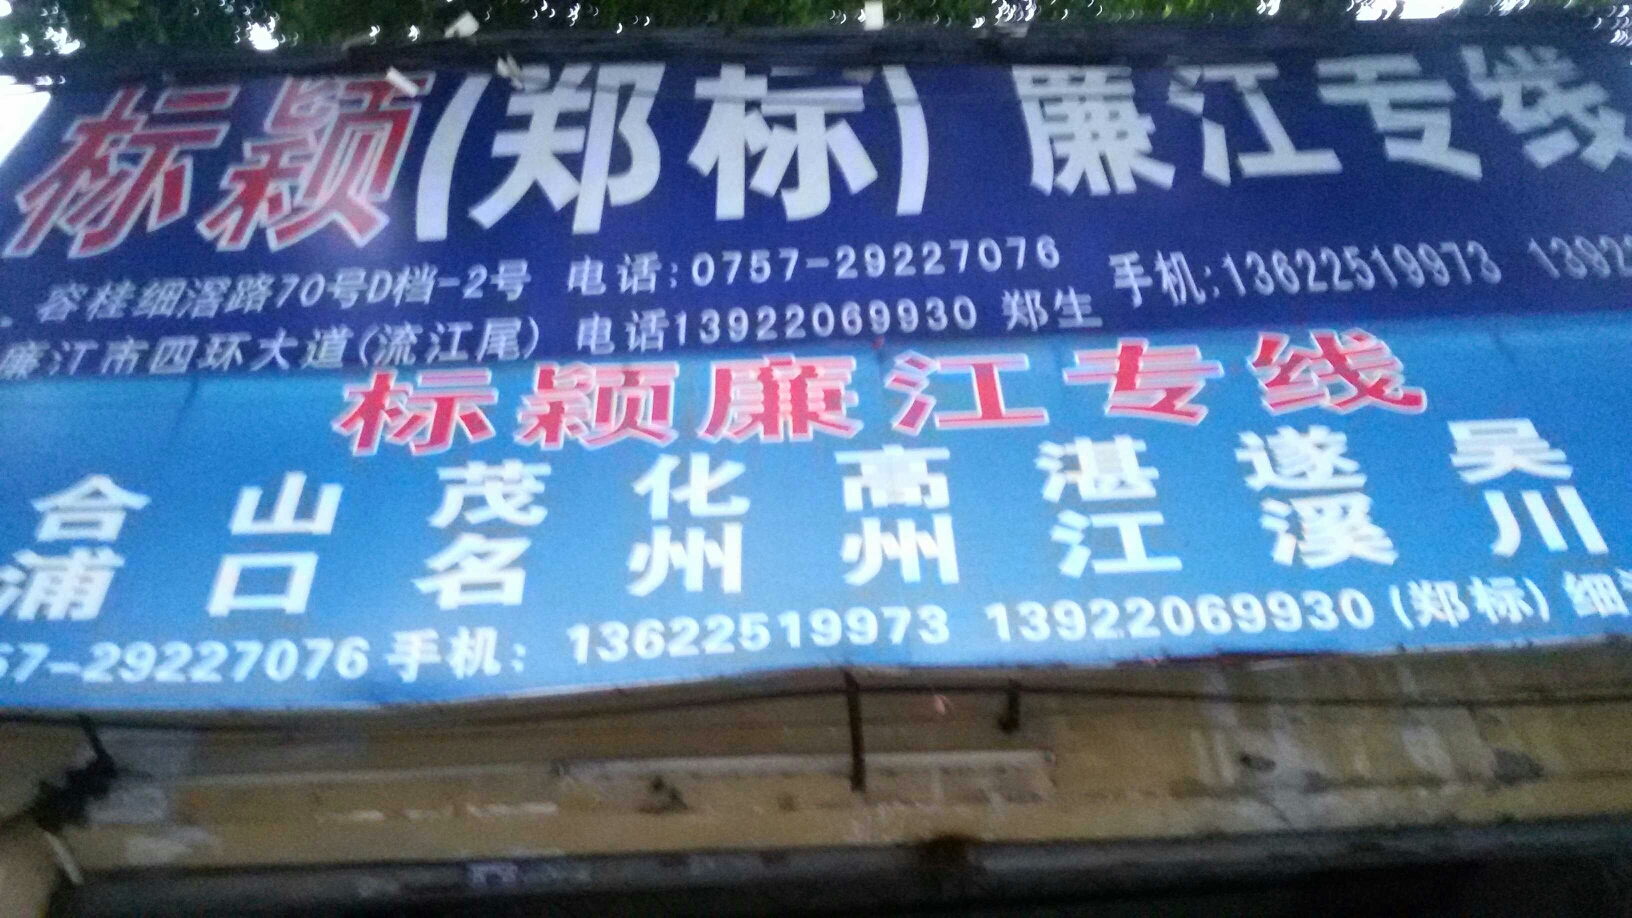 标颖(郑标) 廉江专线
容桂细滘路70号D档-2号 电话:0757-29227076 手机:13622519973 1392
廉江市四环大道(流江尾) 电话13922069930 郑生
标颖廉江专线
合浦 山口 茂名 化州 高州 湛江 遂溪 吴川
57-29227076 手机: 13622519973 13922069930(郑标) 细